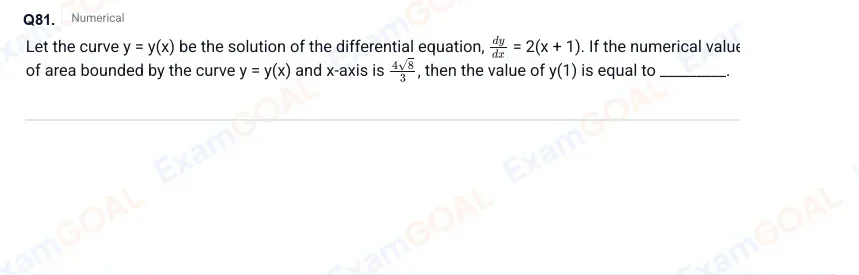 Q81. Numerical
Let the curve y = y(x) be the solution of the differential equation, dy/dx = 2(x + 1). If the numerical value
of area bounded by the curve y = y(x) and x-axis is 4√8/3, then the value of y(1) is equal to ________.
ExamGOAL
ExamGOAL
ExamGOAL
ExamGOAL
ExamGOAL